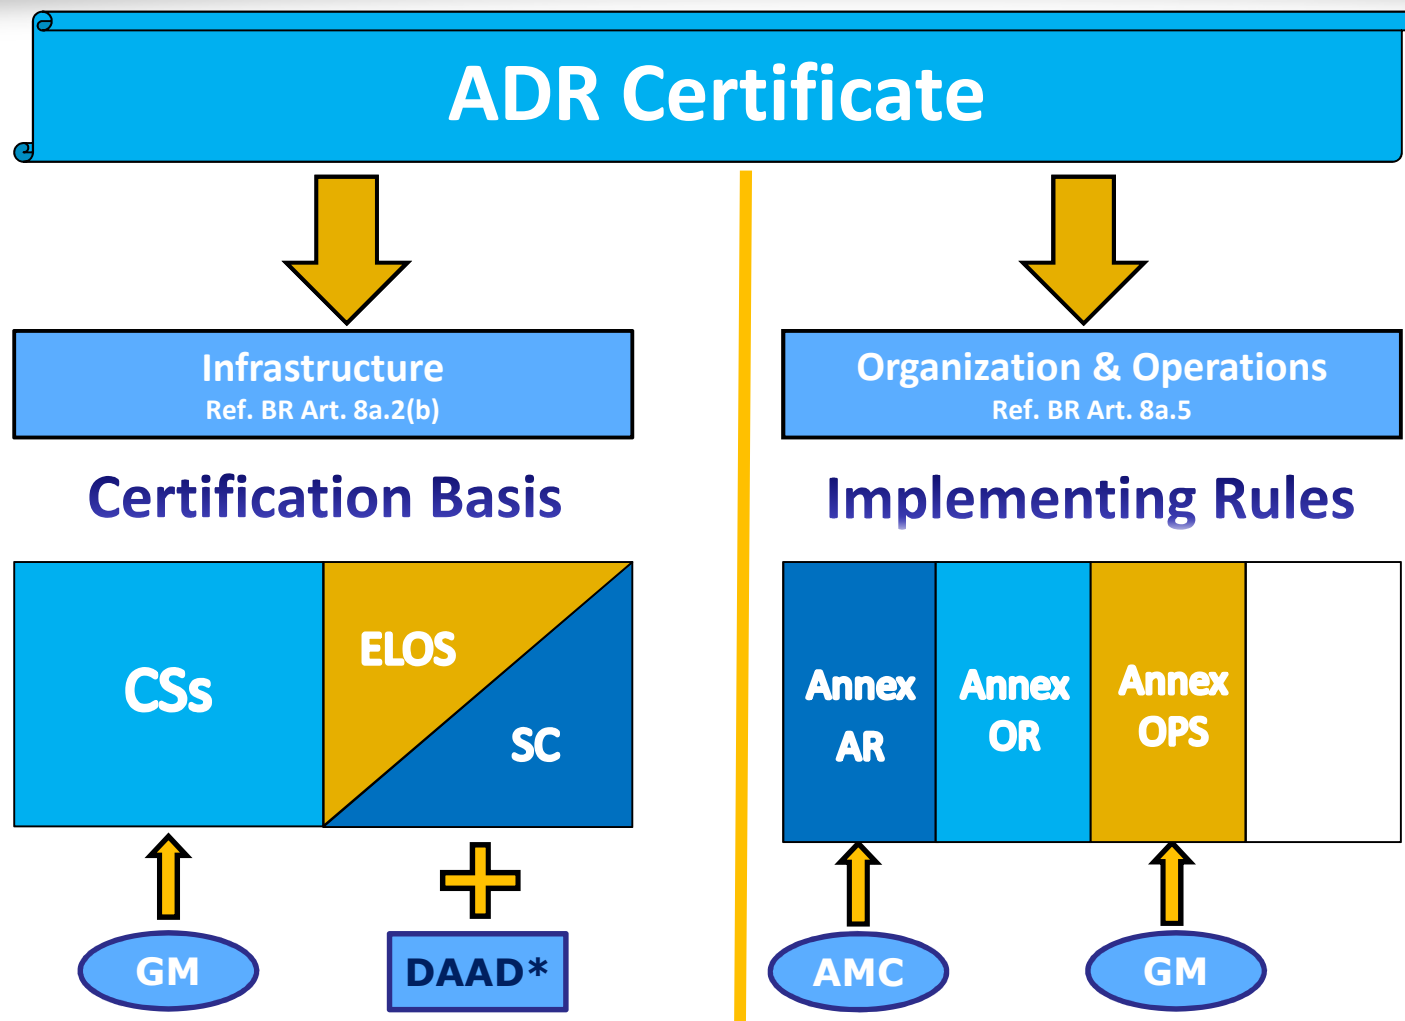 ADR Certificate
Infrastructure
Ref. BR Art. 8a.2(b)
Certification Basis
CSs
ELOS
SC
GM
DAAD*
Organization & Operations
Ref. BR Art. 8a.5
Implementing Rules
Annex
AR
Annex
OR
Annex
OPS
AMC
GM